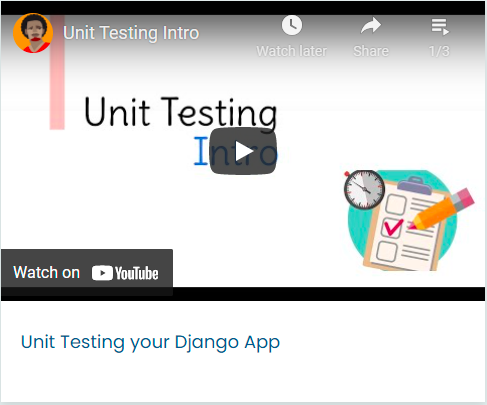 Unit Testing Intro
Watch later
Share
1/3
Unit Testing
Intro
Watch on YouTube
Unit Testing your Django App